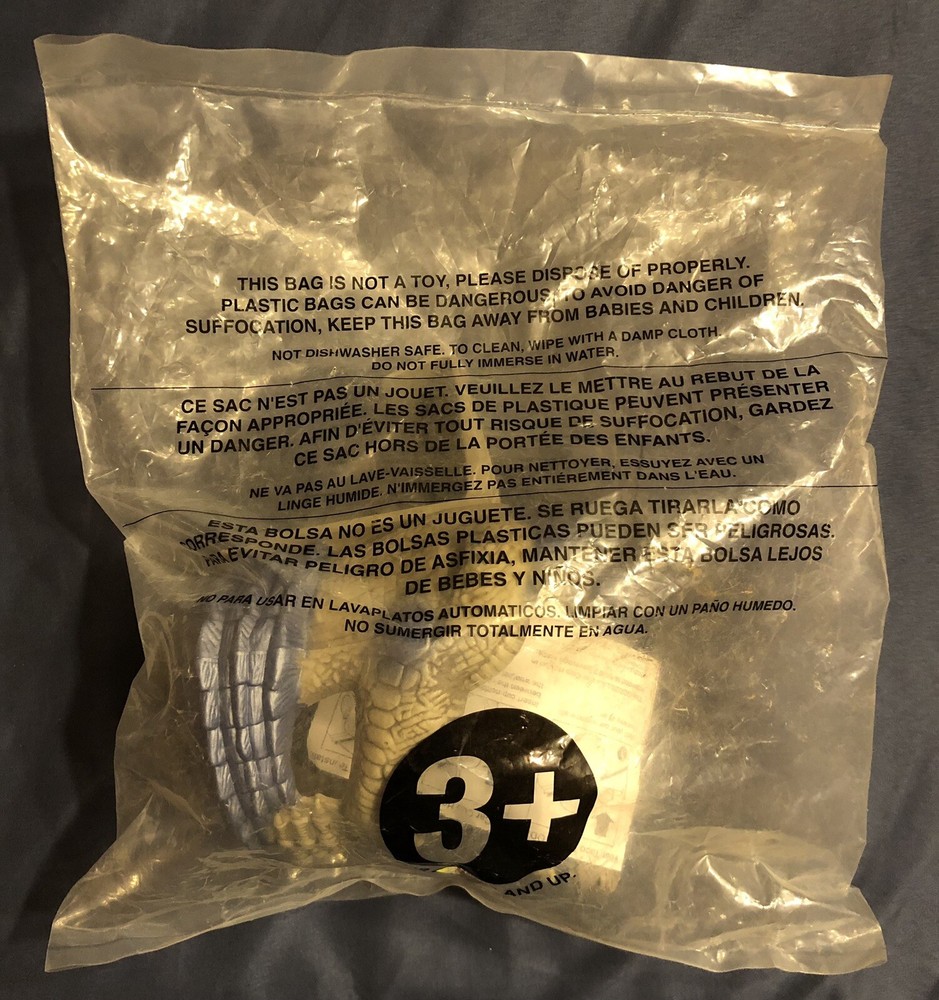 THIS BAG IS NOT A TOY, PLEASE DISPOSE OF PROPERLY.
PLASTIC BAGS CAN BE DANGEROUS, TO AVOID DANGER OF
SUFFOCATION, KEEP THIS BAG AWAY FROM BABIES AND CHILDREN.
NOT DISHWASHER SAFE. TO CLEAN, WIPE WITH A DAMP CLOTH.
DO NOT FULLY IMMERSE IN WATER.
CE SAC N'EST PAS UN JOUET. VEUILLEZ LE METTRE AU REBUT DE LA
FAÇON APPROPRIÉE. LES SACS DE PLASTIQUE PEUVENT PRÉSENTER
UN DANGER. AFIN D'ÉVITER TOUT RISQUE DE SUFFOCATION, GARDEZ
CE SAC HORS DE LA PORTÉE DES ENFANTS.
NE VA PAS AU LAVE-VAISSELLE. POUR NETTOYER, ESSUYEZ AVEC UN
LINGE HUMIDE. N'IMMERGEZ PAS ENTIÉREMENT DANS L'EAU.
ESTA BOLSA NO ES UN JUGUETE. SE RUEGA TIRARLA COMO
CORRESPONDE. LAS BOLSAS PLASTICAS PUEDEN SER PELIGROSAS.
PARA EVITAR PELIGRO DE ASFIXIA, MANTENER ESTA BOLSA LEJOS
DE BEBES Y NIÑOS.
NO PARA USAR EN LAVAPLATOS AUTOMATICOS. LIMPIAR CON UN PAÑO HUMEDO.
NO SUMERGIR TOTALMENTE EN AGUA.
3+
AND UP.